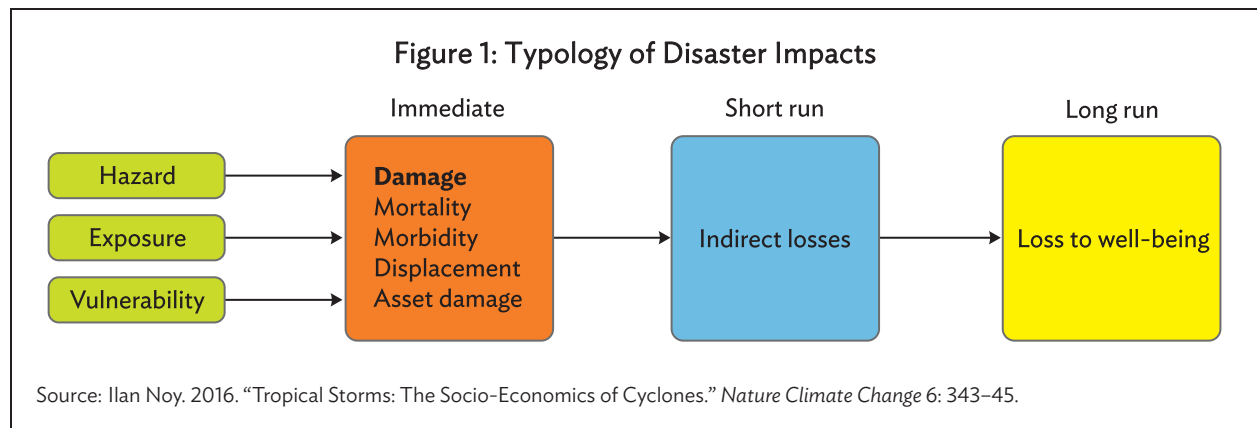 Figure 1: Typology of Disaster Impacts
Immediate
Short run
Long run
Hazard
Exposure
Vulnerability
Damage
Mortality
Morbidity
Displacement
Asset damage
Indirect losses
Loss to well-being
Source: Ilan Noy. 2016. “Tropical Storms: The Socio-Economics of Cyclones.” Nature Climate Change 6: 343–45.